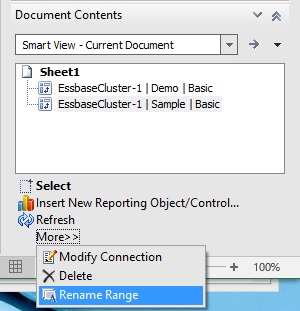 Document Contents
Smart View - Current Document
Sheet1
EssbaseCluster-1 | Demo | Basic
EssbaseCluster-1 | Sample | Basic
Select
Insert New Reporting Object/Control...
Refresh
More>>
Modify Connection
Delete
Rename Range
100%